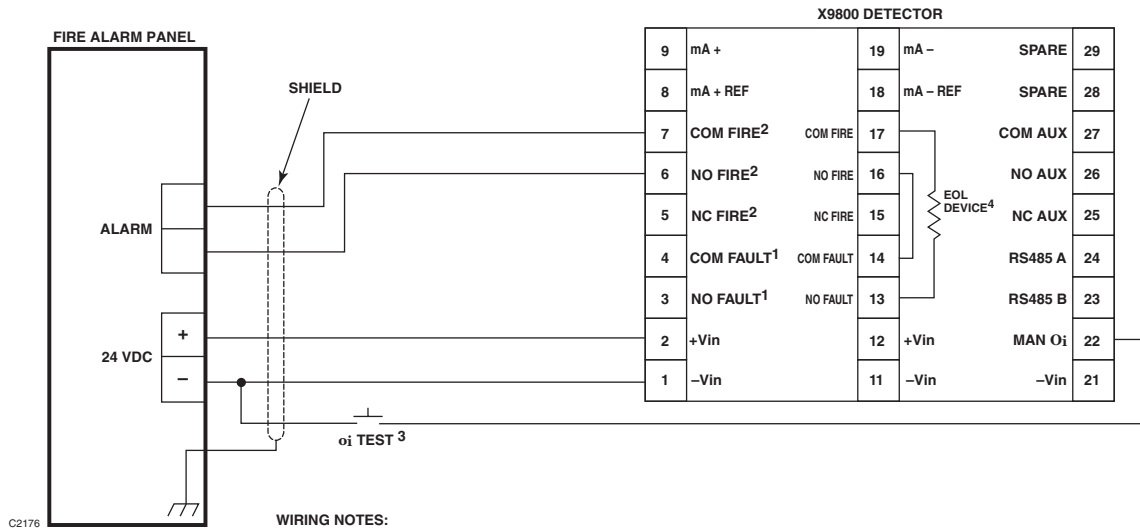 X9800 DETECTOR
FIRE ALARM PANEL
SHIELD
ALARM
24 VDC
+
–
oi TEST 3
9 mA +
8 mA + REF
7 COM FIRE2
6 NO FIRE2
5 NC FIRE2
4 COM FAULT1
3 NO FAULT1
2 +Vin
1 –Vin
19 mA –
18 mA – REF
COM FIRE 17
NO FIRE 16
NC FIRE 15
COM FAULT 14
NO FAULT 13
12 +Vin
11 –Vin
EOL
DEVICE4
SPARE 29
SPARE 28
COM AUX 27
NO AUX 26
NC AUX 25
RS485 A 24
RS485 B 23
MAN Oi 22
–Vin 21
C2176
WIRING NOTES: